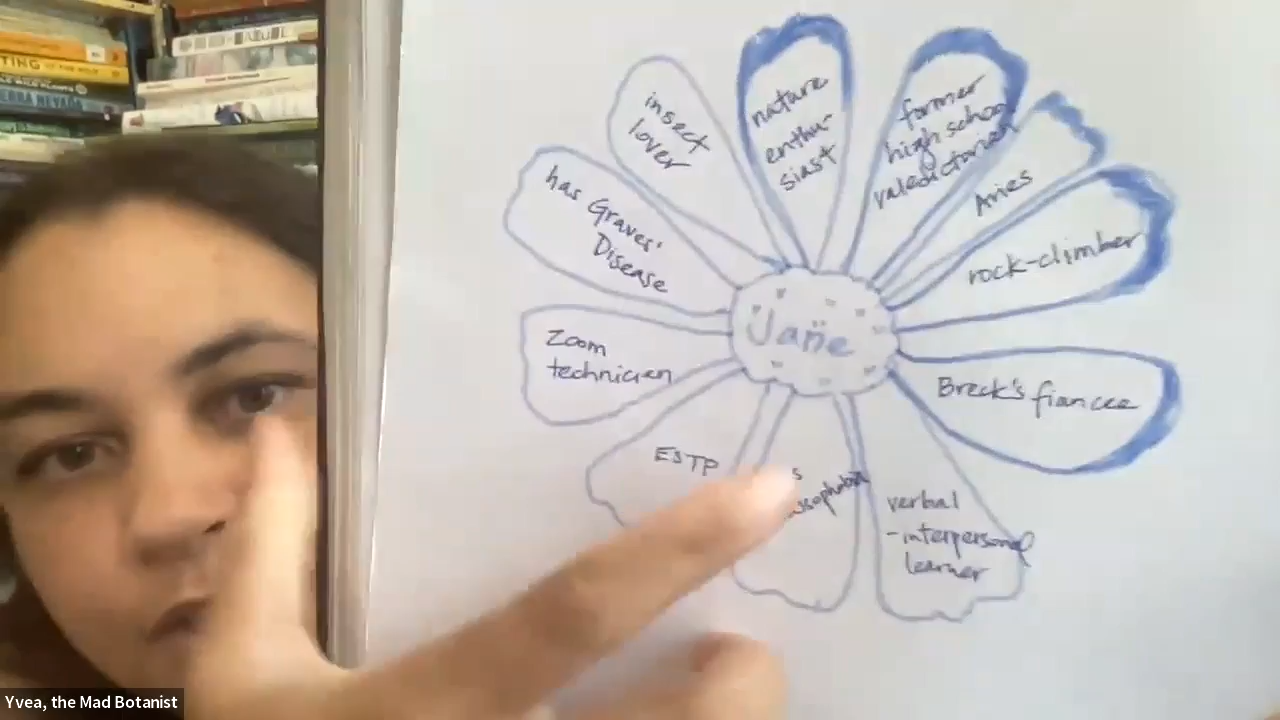 insect
lover
nature
enthu-
siast
former
high school
valedictorian
Aries
rock-climber
has Graves'
Disease
Jane
Zoom
technician
Breck's fiancee
ESTP
verbal
-interpersonal
learner
Yvea, the Mad Botanist